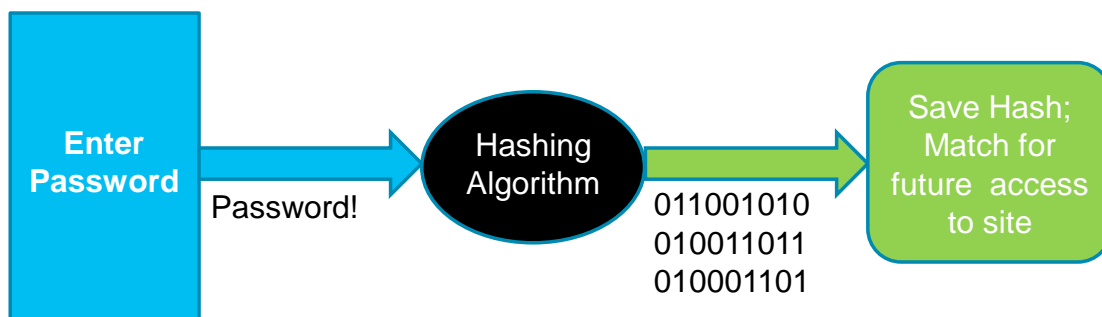 Enter
Password
Password!
Hashing
Algorithm
011001010
010011011
010001101
Save Hash;
Match for
future access
to site